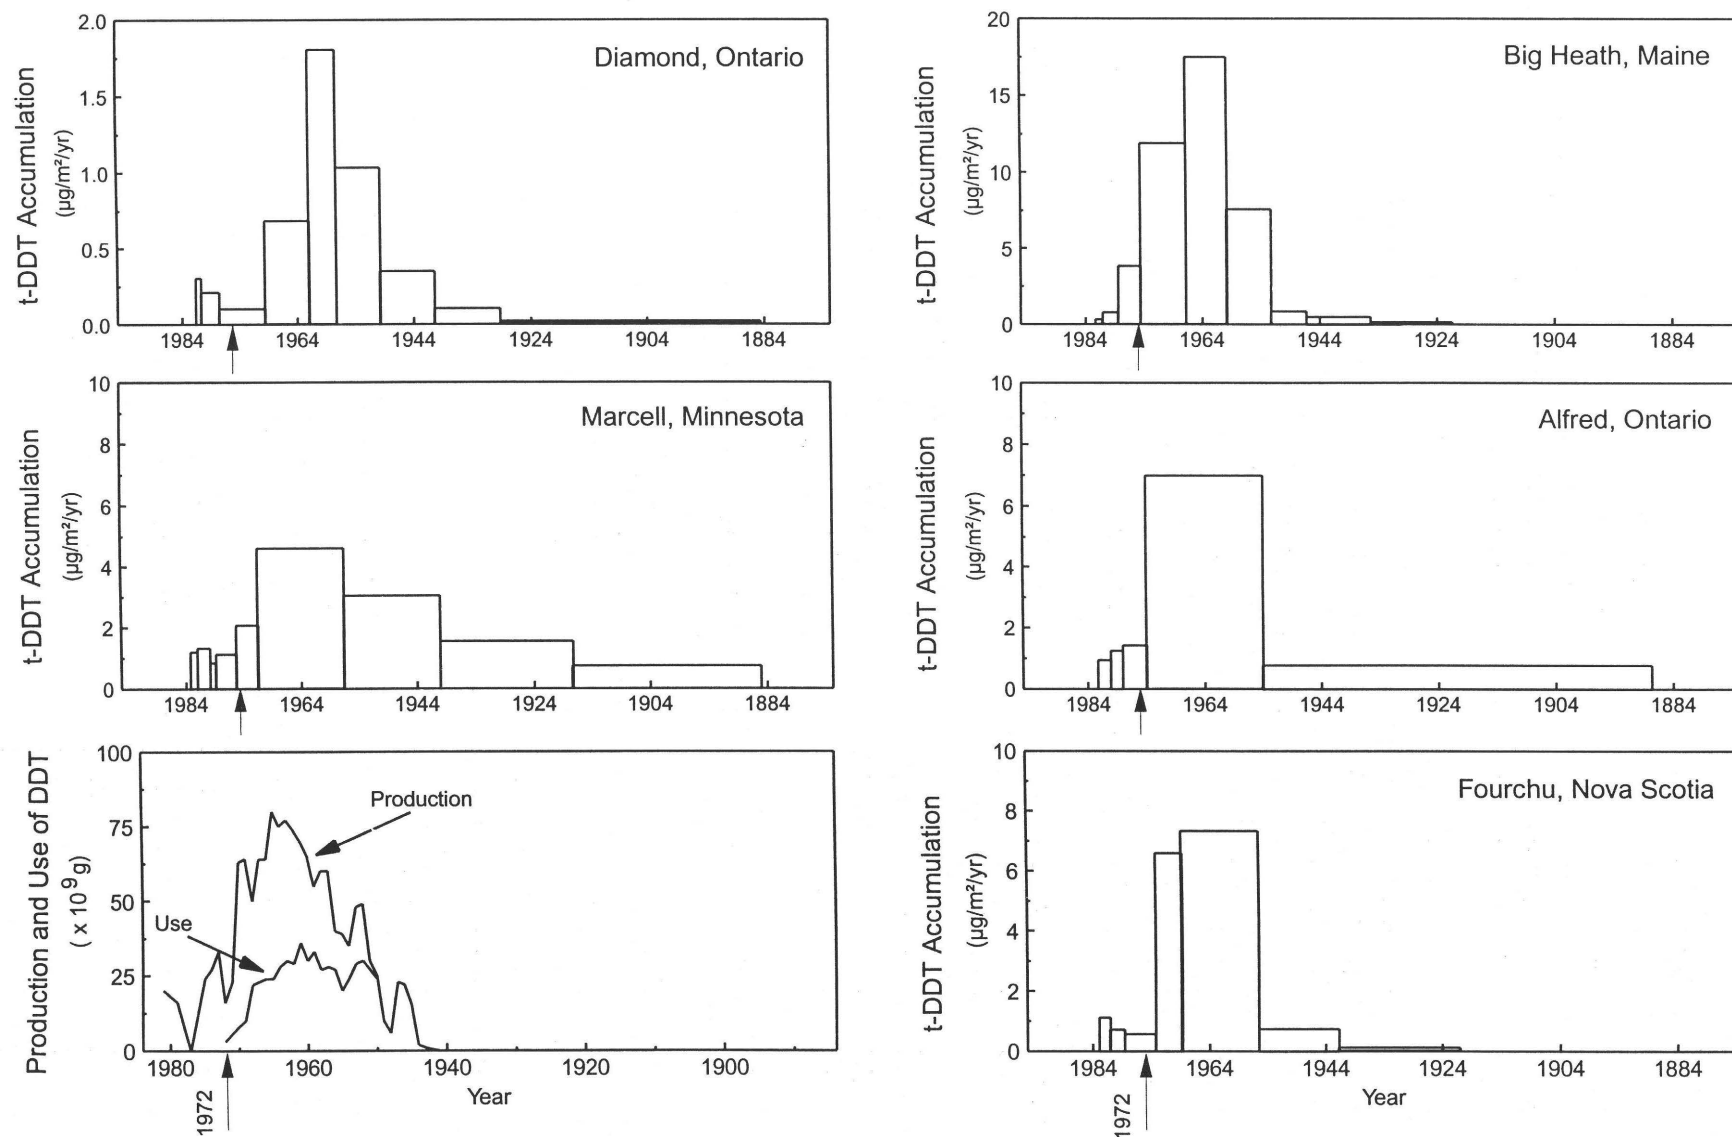 Diamond, Ontario
t-DDT Accumulation
(µg/m²/yr)
2.0
1.5
1.0
0.5
0.0
1984 1964 1944 1924 1904 1884
Big Heath, Maine
t-DDT Accumulation
(µg/m²/yr)
20
15
10
5
0
1984 1964 1944 1924 1904 1884
Marcell, Minnesota
t-DDT Accumulation
(µg/m²/yr)
10
8
6
4
2
0
1984 1964 1944 1924 1904 1884
Alfred, Ontario
t-DDT Accumulation
(µg/m²/yr)
10
8
6
4
2
0
1984 1964 1944 1924 1904 1884
Production and Use of DDT
( x 10⁹g)
100
75
50
25
0
Production
Use
1980 1960 1940 1920 1900
1972
Year
Fourchu, Nova Scotia
t-DDT Accumulation
(µg/m²/yr)
10
8
6
4
2
0
1984 1964 1944 1924 1904 1884
1972
Year